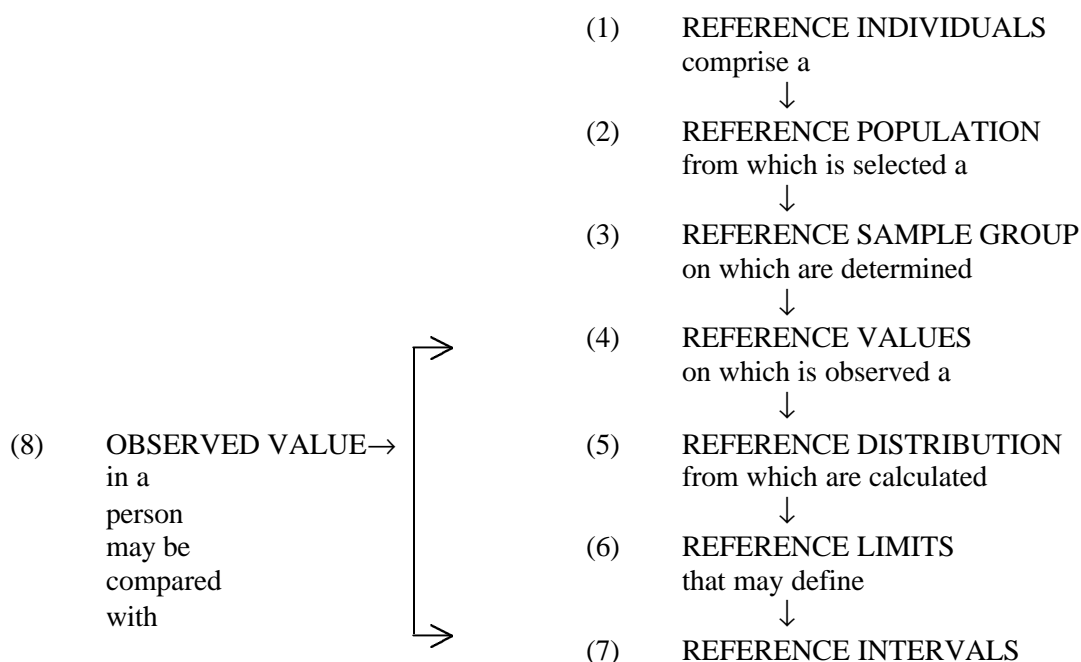 (1) REFERENCE INDIVIDUALS
comprise a
↓
(2) REFERENCE POPULATION
from which is selected a
↓
(3) REFERENCE SAMPLE GROUP
on which are determined
↓
(4) REFERENCE VALUES
on which is observed a
↓
(5) REFERENCE DISTRIBUTION
from which are calculated
↓
(6) REFERENCE LIMITS
that may define
↓
(7) REFERENCE INTERVALS
(8) OBSERVED VALUE→
in a
person
may be
compared
with